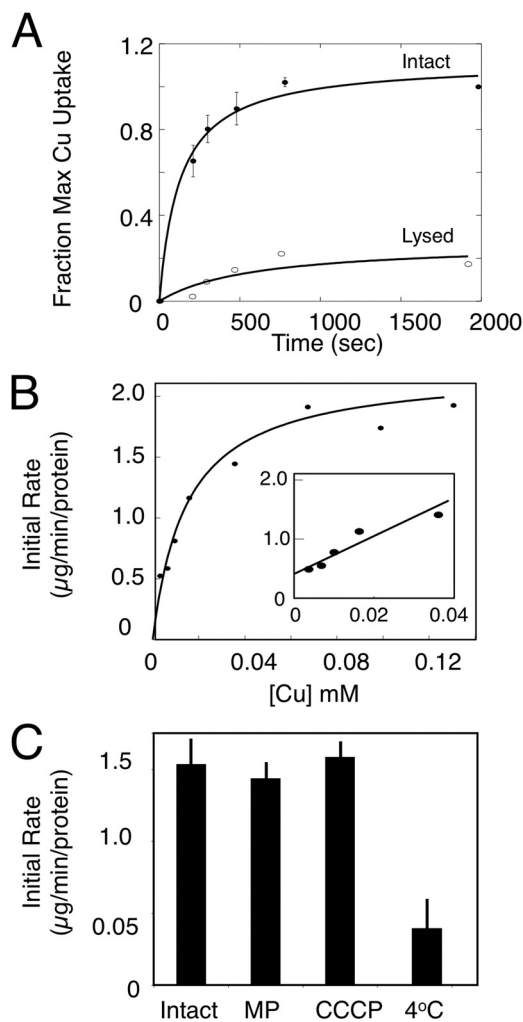 A
Fraction Max Cu Uptake
1.2
0.8
0.4
0
Intact
Lysed
0 500 1000 1500 2000
Time (sec)
B
Initial Rate
(µg/min/protein)
2.0
1.5
1.0
0.5
0
2.0
1.0
0
0 0.02 0.04
0 0.04 0.08 0.12
[Cu] mM
C
Initial Rate
(µg/min/protein)
1.5
1.0
0.05
0
Intact MP CCCP 4°C